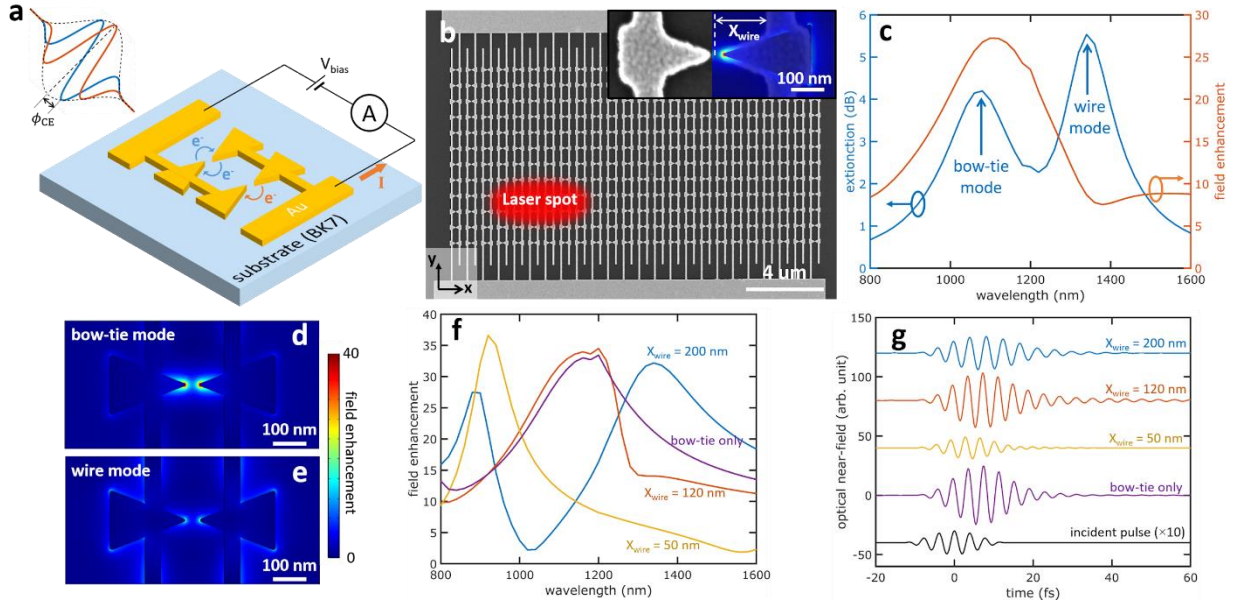 a
ϕCE
Vbias
A
e-
e-
e-
e-
I
Au
substrate (BK7)
b
Xwire
100 nm
Laser spot
y
x
4 um
c
6
5
4
3
2
1
0
extinction (dB)
30
25
20
15
10
5
0
field enhancement
bow-tie
mode
wire
mode
800 1000 1200 1400 1600
wavelength (nm)
bow-tie mode
d
100 nm
wire mode
e
100 nm
40
0
field enhancement
f
40
35
30
25
20
15
10
5
0
field enhancement
Xwire = 200 nm
bow-tie only
Xwire = 120 nm
Xwire = 50 nm
800 1000 1200 1400 1600
wavelength (nm)
g
150
100
50
0
-50
optical near-field (arb. unit)
Xwire = 200 nm
Xwire = 120 nm
Xwire = 50 nm
bow-tie only
incident pulse (×10)
-20 0 20 40 60
time (fs)